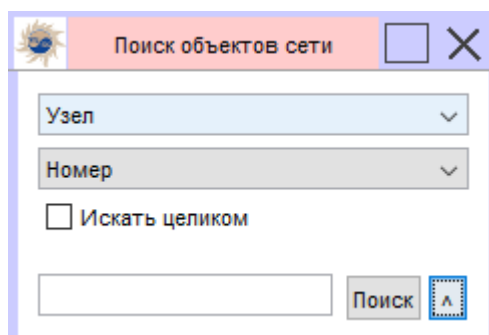 Поиск объектов сети
Узел
Номер
Искать целиком
Поиск ^